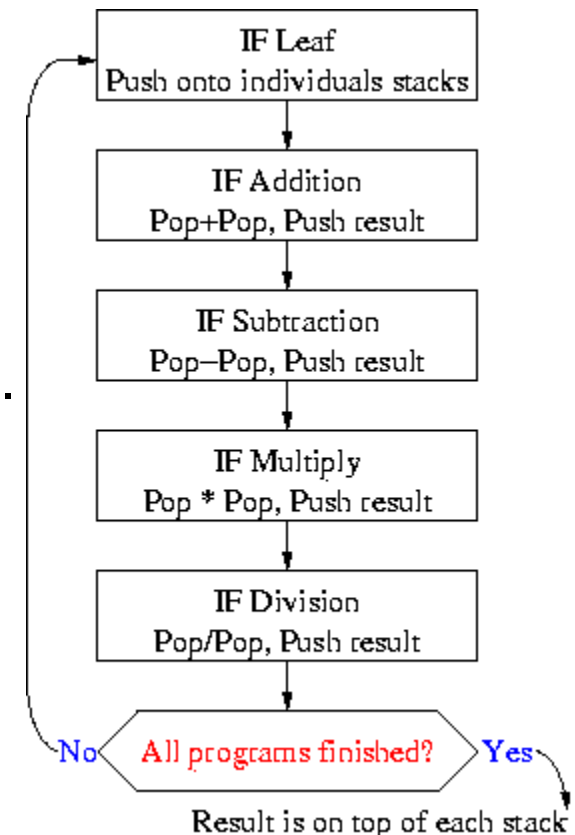 IF Leaf
Push onto individuals stacks
IF Addition
Pop+Pop, Push result
IF Subtraction
Pop−Pop, Push result
IF Multiply
Pop * Pop, Push result
IF Division
Pop/Pop, Push result
No All programs finished? Yes
Result is on top of each stack